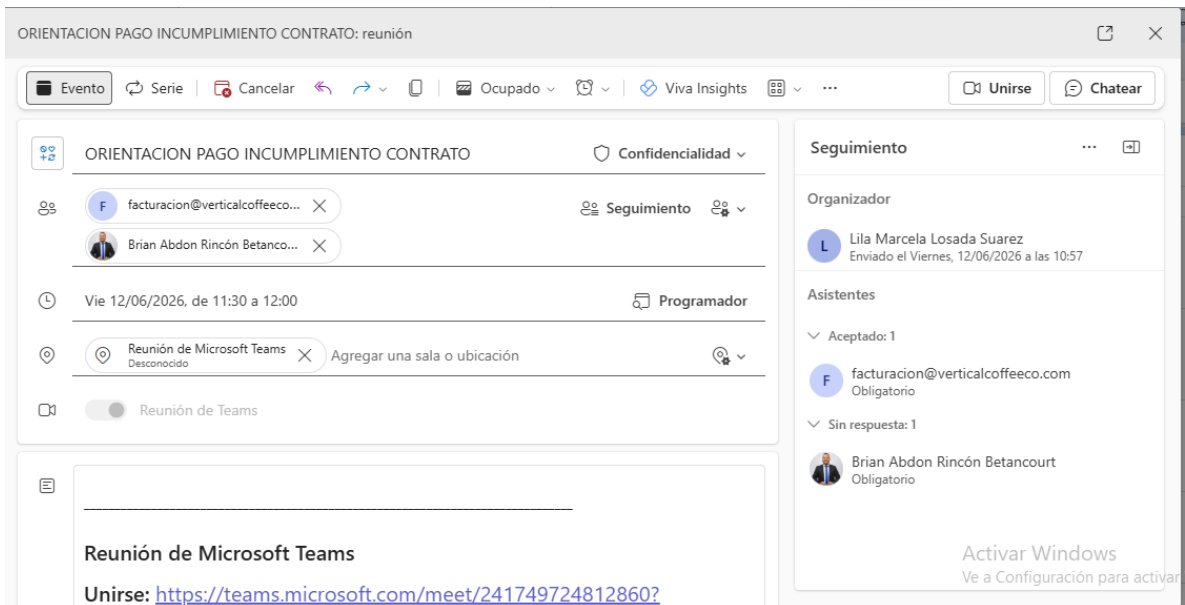 ORIENTACION PAGO INCUMPLIMIENTO CONTRATO: reunión
Evento Serie Cancelar Ocupado Viva Insights ... Unirse Chatear
ORIENTACION PAGO INCUMPLIMIENTO CONTRATO Confidencialidad
F facturacion@verticalcoffeeco... Seguimiento
Brian Abdon Rincón Betanco...
Vie 12/06/2026, de 11:30 a 12:00 Programador
Reunión de Microsoft Teams
Desconocido
Agregar una sala o ubicación
Reunión de Teams
Reunión de Microsoft Teams
Unirse: https://teams.microsoft.com/meet/241749724812860?
Seguimiento ...
Organizador
L Lila Marcela Losada Suarez
Enviado el Viernes, 12/06/2026 a las 10:57
Asistentes
Aceptado: 1
F facturacion@verticalcoffeeco.com
Obligatorio
Sin respuesta: 1
Brian Abdon Rincón Betancourt
Obligatorio
Activar Windows
Ve a Configuración para activar